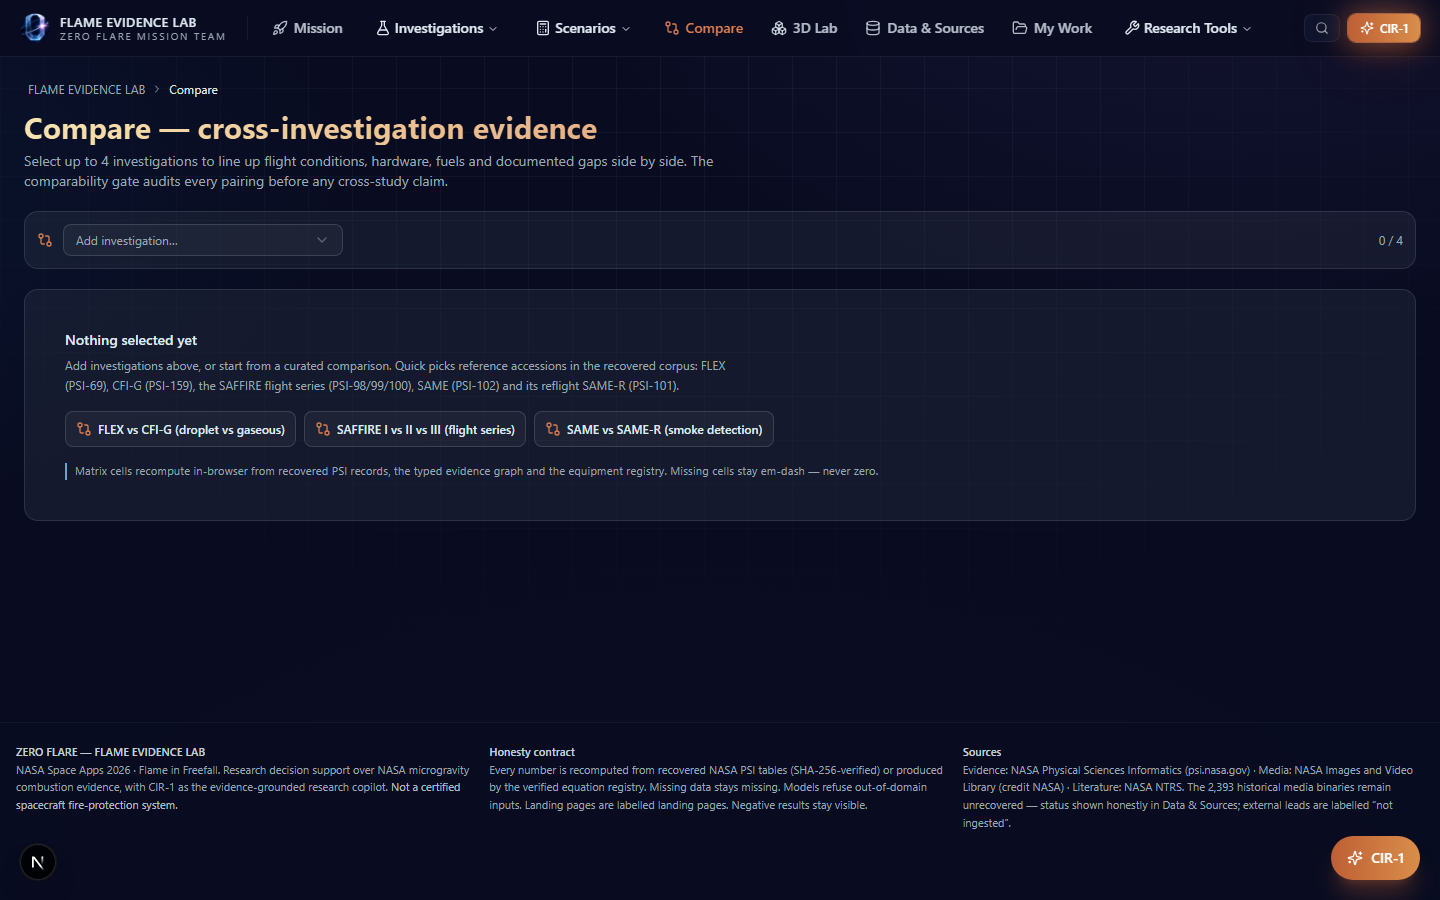 FLAME EVIDENCE LAB
ZERO FLARE MISSION TEAM
Mission
Investigations
Scenarios
Compare
3D Lab
Data & Sources
My Work
Research Tools
CIR-1
FLAME EVIDENCE LAB > Compare
Compare — cross-investigation evidence
Select up to 4 investigations to line up flight conditions, hardware, fuels and documented gaps side by side. The
comparability gate audits every pairing before any cross-study claim.
Add investigation...
0 / 4
Nothing selected yet
Add investigations above, or start from a curated comparison. Quick picks reference accessions in the recovered corpus: FLEX
(PSI-69), CFI-G (PSI-159), the SAFFIRE flight series (PSI-98/99/100), SAME (PSI-102) and its reflight SAME-R (PSI-101).
FLEX vs CFI-G (droplet vs gaseous)
SAFFIRE I vs II vs III (flight series)
SAME vs SAME-R (smoke detection)
Matrix cells recompute in-browser from recovered PSI records, the typed evidence graph and the equipment registry. Missing cells stay em-dash — never zero.
ZERO FLARE — FLAME EVIDENCE LAB
NASA Space Apps 2026 · Flame in Freefall. Research decision support over NASA microgravity
combustion evidence, with CIR-1 as the evidence-grounded research copilot. Not a certified
spacecraft fire-protection system.
Honesty contract
Every number is recomputed from recovered NASA PSI tables (SHA-256-verified) or produced
by the verified equation registry. Missing data stays missing. Models refuse out-of-domain
inputs. Landing pages are labelled landing pages. Negative results stay visible.
Sources
Evidence: NASA Physical Sciences Informatics (psi.nasa.gov) · Media: NASA Images and Video
Library (credit NASA) · Literature: NASA NTRS. The 2,393 historical media binaries remain
unrecovered — status shown honestly in Data & Sources; external leads are labelled "not
ingested".
N
CIR-1